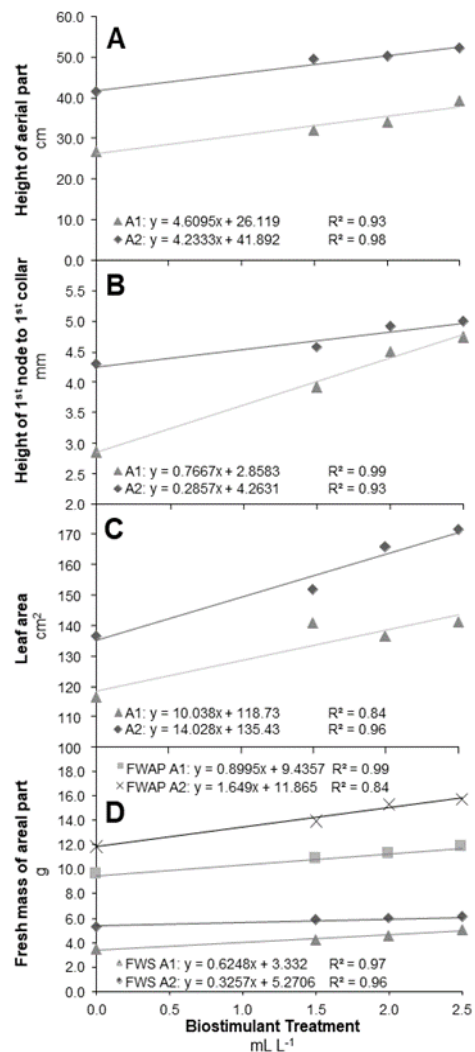 A
Height of aerial part
cm
60.0
50.0
40.0
30.0
20.0
10.0
0.0
A1: y = 4.6095x + 26.119 R² = 0.93
A2: y = 4.2333x + 41.892 R² = 0.98
B
Height of 1st node to 1st collar
mm
5.5
5.0
4.5
4.0
3.5
3.0
2.5
2.0
A1: y = 0.7667x + 2.8583 R² = 0.99
A2: y = 0.2857x + 4.2631 R² = 0.93
C
Leaf area
cm²
170
160
150
140
130
120
110
100
A1: y = 10.038x + 118.73 R² = 0.84
A2: y = 14.028x + 135.43 R² = 0.96
FWAP A1: y = 0.8995x + 9.4357 R² = 0.99
FWAP A2: y = 1.649x + 11.865 R² = 0.84
D
Fresh mass of areal part
g
18.0
16.0
14.0
12.0
10.0
8.0
6.0
4.0
2.0
0.0
FWS A1: y = 0.6248x + 3.332 R² = 0.97
FWS A2: y = 0.3257x + 5.2706 R² = 0.96
0.0 0.5 1.0 1.5 2.0 2.5
Biostimulant Treatment
mL L⁻¹